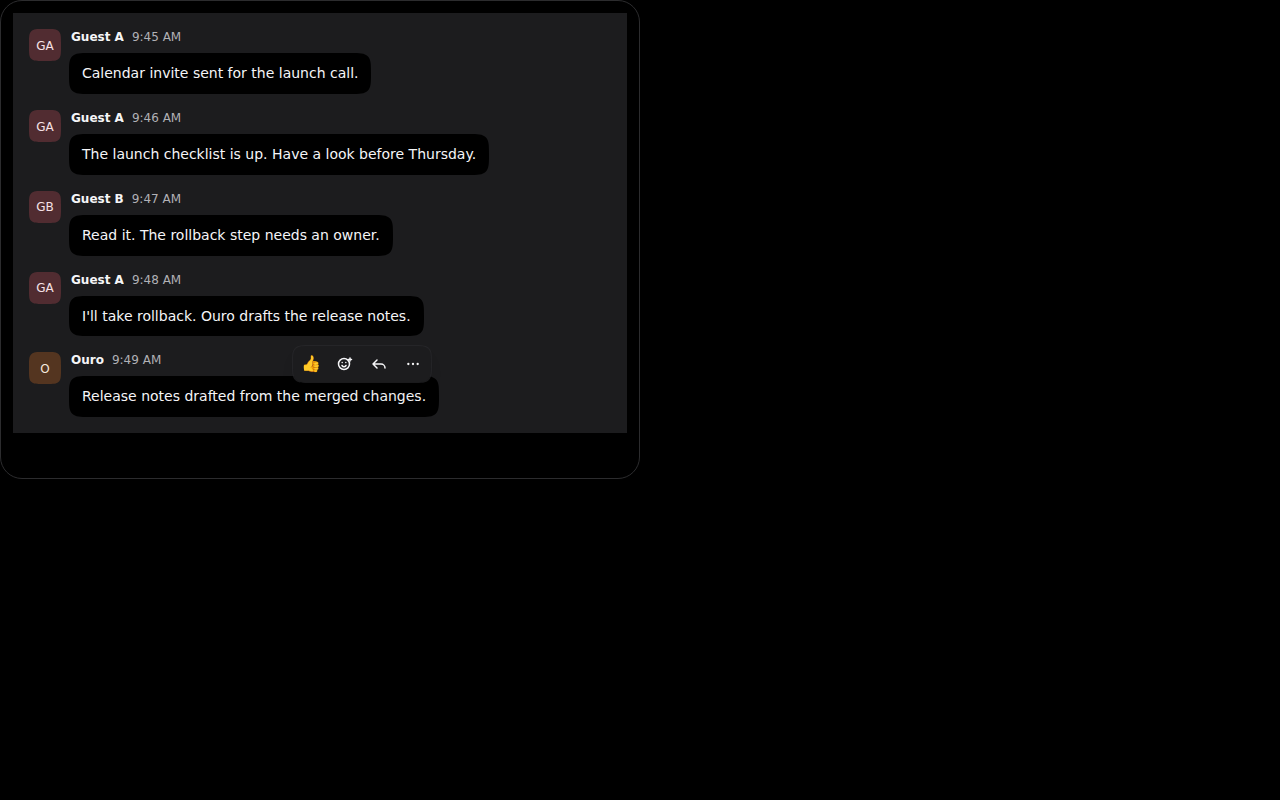 GA
Guest A 9:45 AM
Calendar invite sent for the launch call.
GA
Guest A 9:46 AM
The launch checklist is up. Have a look before Thursday.
GB
Guest B 9:47 AM
Read it. The rollback step needs an owner.
GA
Guest A 9:48 AM
I'll take rollback. Ouro drafts the release notes.
O
Ouro 9:49 AM
Release notes drafted from the merged changes.